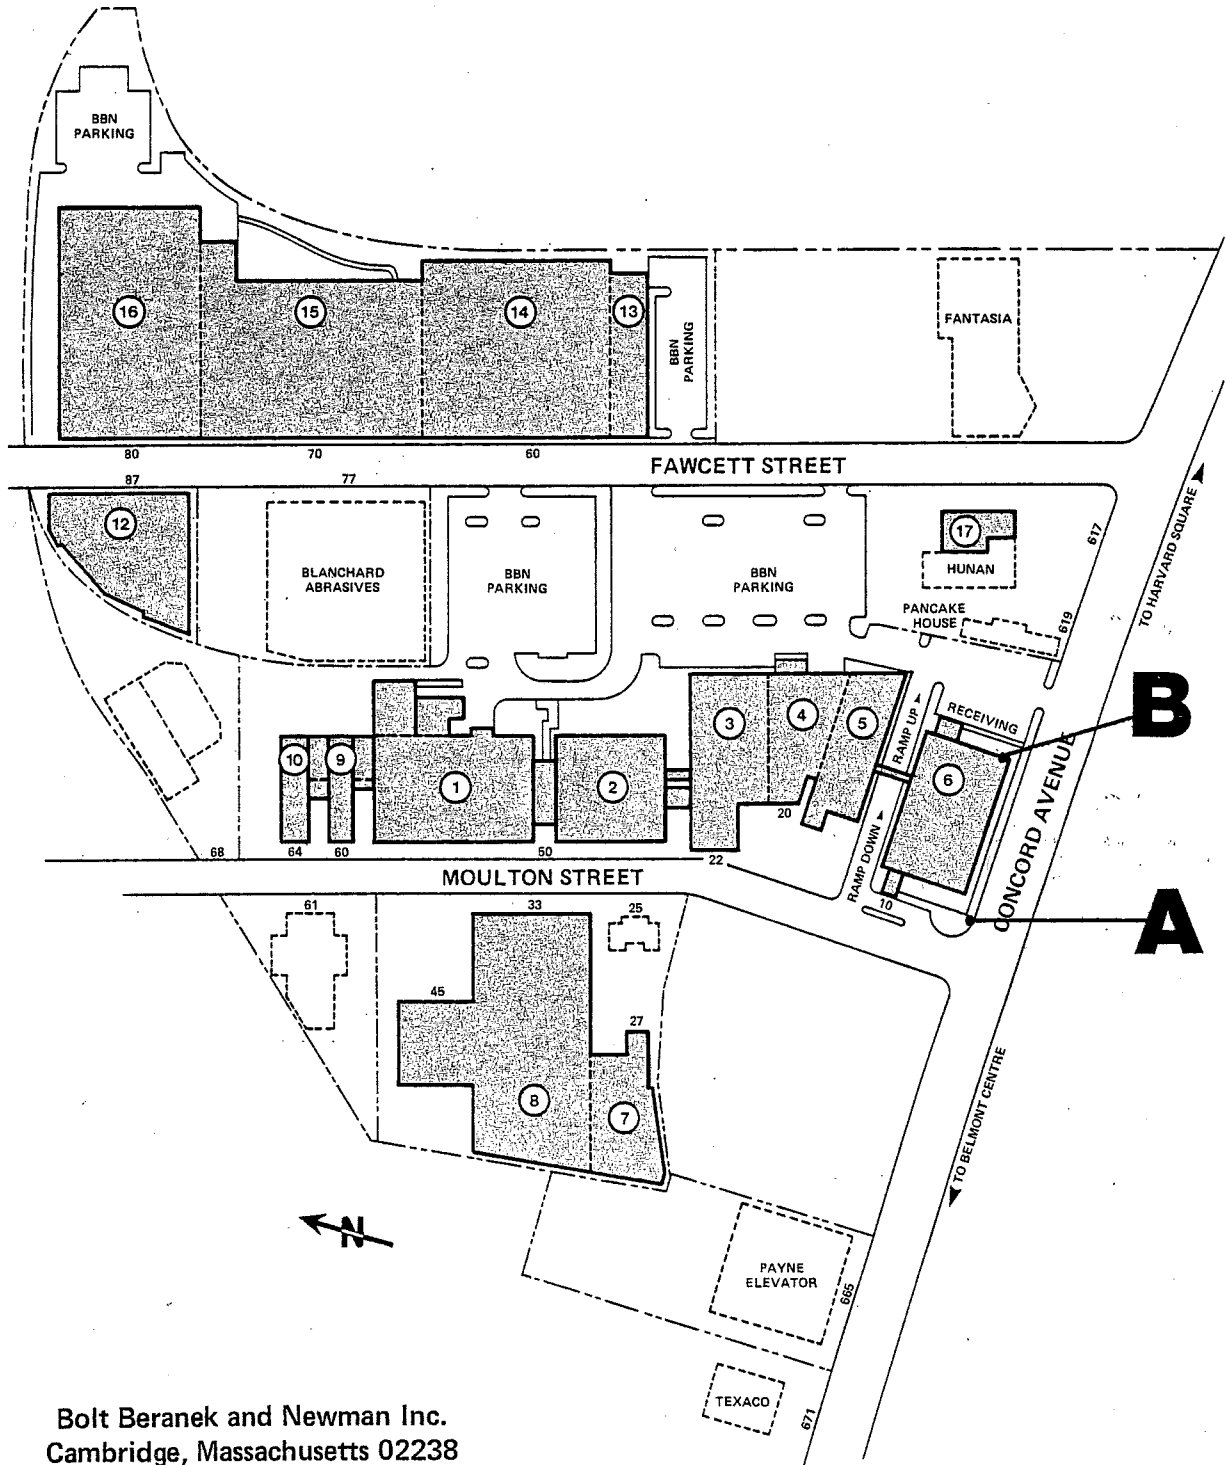 BBN
PARKING
16
15
14
13
BBN
PARKING
FANTASIA
80
70
60
FAWCETT STREET
87
77
12
BLANCHARD
ABRASIVES
BBN
PARKING
BBN
PARKING
17
HUNAN
617
TO HARVARD SQUARE
PANCAKE
HOUSE
619
B
3
4
5
RAMP UP
RECEIVING
10
9
1
2
6
20
CONCORD AVENUE
68
64
60
50
22
RAMP DOWN
MOULTON STREET
10
A
61
33
25
45
27
8
7
TO BELMONT CENTRE
N
PAYNE
ELEVATOR
665
TEXACO
671
Bolt Beranek and Newman Inc.
Cambridge, Massachusetts 02238